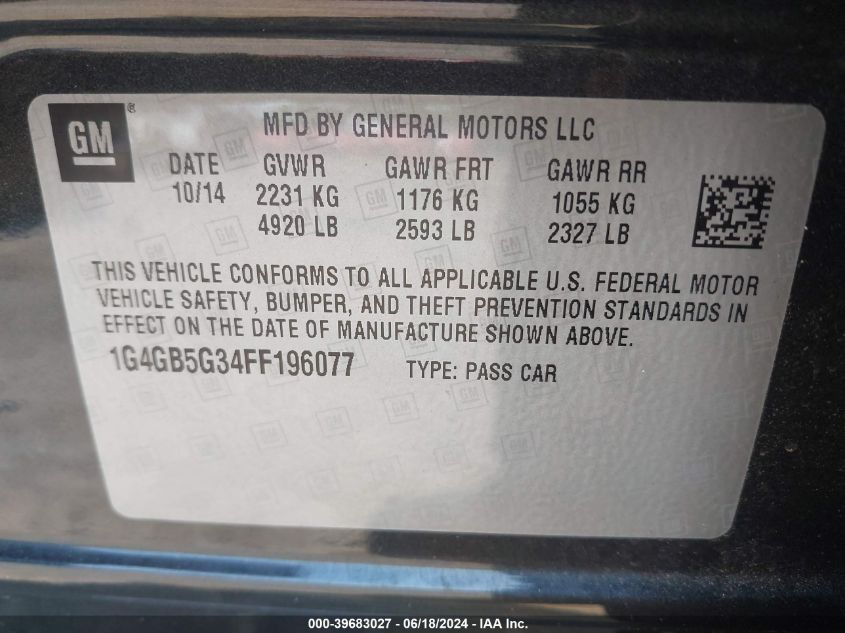 GM ®
MFD BY GENERAL MOTORS LLC
DATE GVWR GAWR FRT GAWR RR
10/14 2231 KG 1176 KG 1055 KG
4920 LB 2593 LB 2327 LB
THIS VEHICLE CONFORMS TO ALL APPLICABLE U.S. FEDERAL MOTOR
VEHICLE SAFETY, BUMPER, AND THEFT PREVENTION STANDARDS IN
EFFECT ON THE DATE OF MANUFACTURE SHOWN ABOVE.
1G4GB5G34FF196077 TYPE: PASS CAR
000-39683027 - 06/18/2024 - IAA Inc.